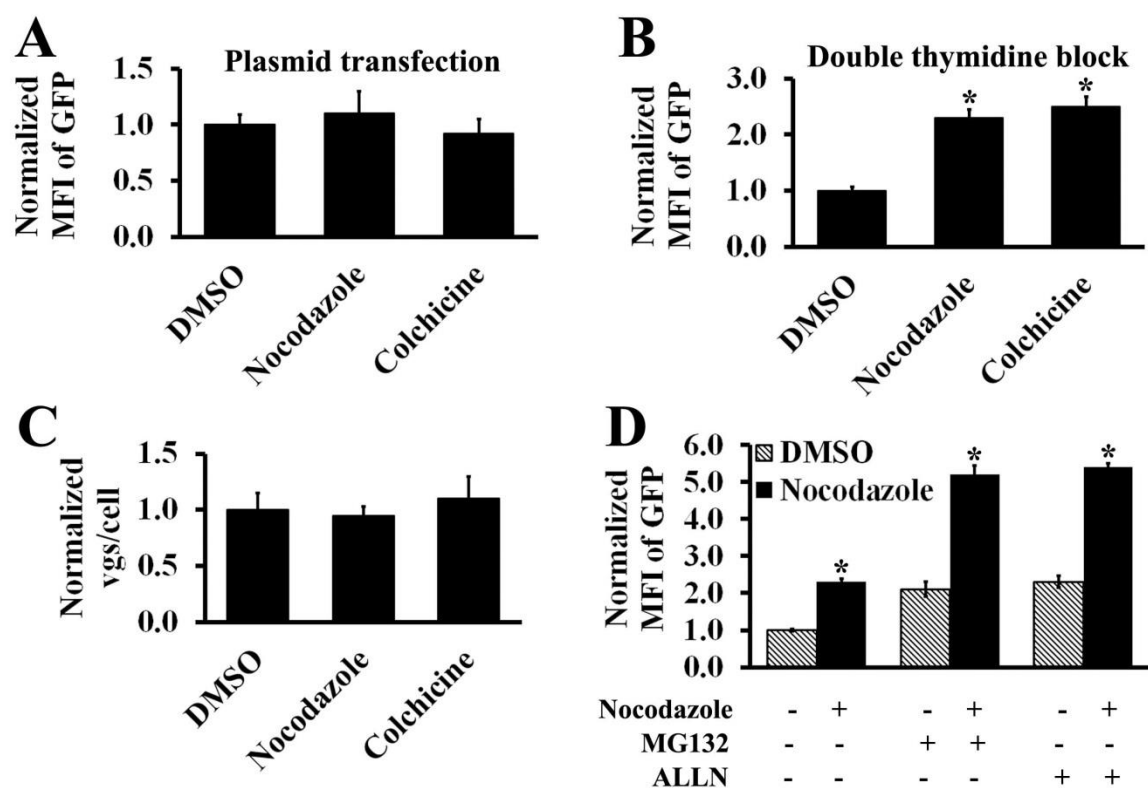 A
Plasmid transfection
Normalized
MFI of GFP
1.5
1.0
0.5
0.0
DMSO
Nocodazole
Colchicine
B
Double thymidine block
Normalized
MFI of GFP
3.0
2.0
1.0
0.0
*
*
DMSO
Nocodazole
Colchicine
C
Normalized
vgs/cell
1.5
1.0
0.5
0.0
DMSO
Nocodazole
Colchicine
D
Normalized
MFI of GFP
6.0
5.0
4.0
3.0
2.0
1.0
0.0
DMSO
Nocodazole
*
*
*
Nocodazole - + - + - +
MG132 - - + + - -
ALLN - - - - + +